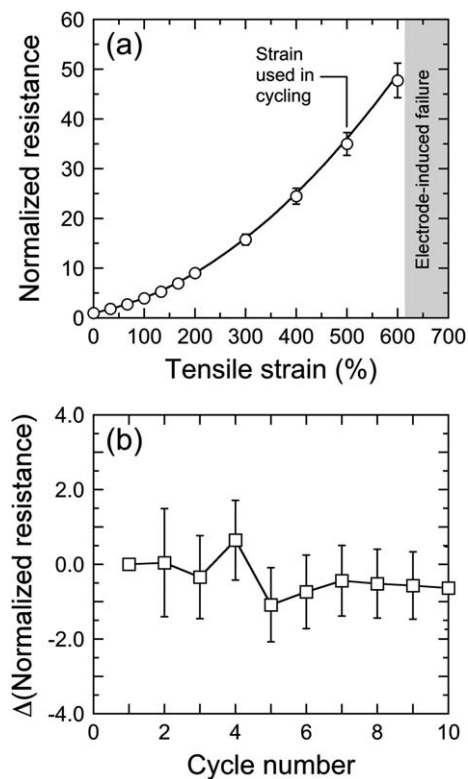 (a)
Normalized resistance
60
50
40
30
20
10
0
Strain
used in
cycling
Electrode-induced failure
0 100 200 300 400 500 600 700
Tensile strain (%)
(b)
Δ(Normalized resistance)
4.0
2.0
0.0
-2.0
-4.0
0 2 4 6 8 10
Cycle number